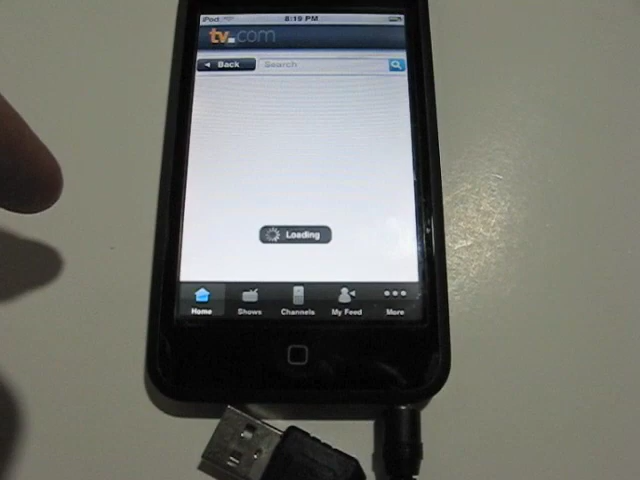 iPod 8:19 PM
tv.com
Back Search
Loading
Home Shows Channels My Feed More